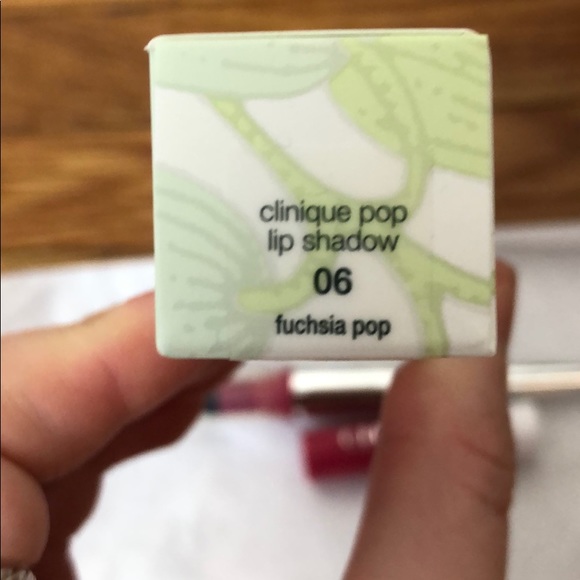 clinique pop
lip shadow
06
fuchsia pop